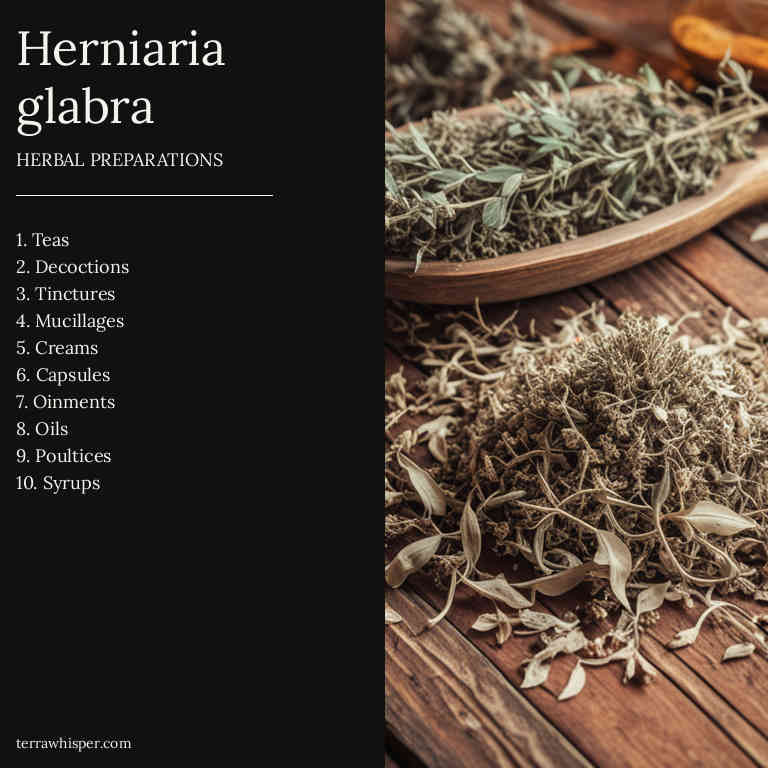 Herniaria
glabra
HERBAL PREPARATIONS
1. Teas
2. Decoctions
3. Tinctures
4. Mucillages
5. Creams
6. Capsules
7. Oinments
8. Oils
9. Poultices
10. Syrups
terrawhisper.com